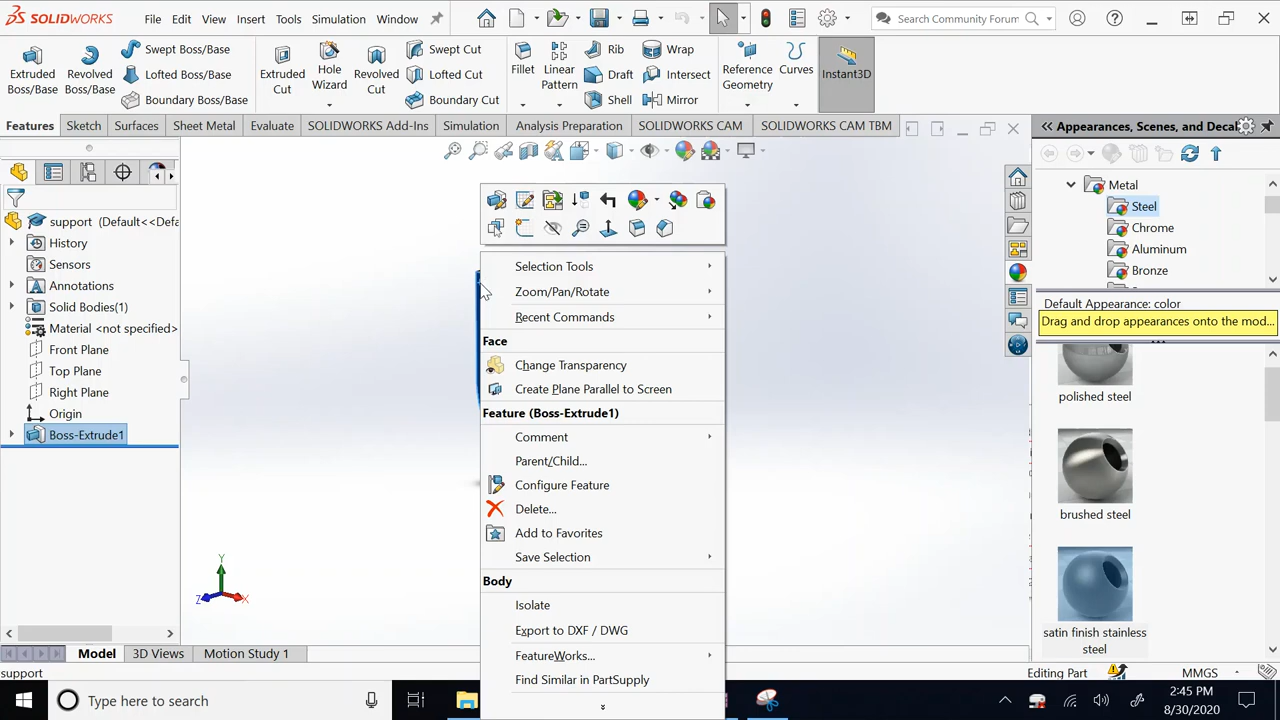 SOLIDWORKS File Edit View Insert Tools Simulation Window Search Community Forum
Extruded Boss/Base
Revolved Boss/Base
Swept Boss/Base
Lofted Boss/Base
Boundary Boss/Base
Extruded Cut
Hole Wizard
Revolved Cut
Swept Cut
Lofted Cut
Boundary Cut
Fillet
Linear Pattern
Rib
Draft
Shell
Wrap
Intersect
Mirror
Reference Geometry
Curves
Instant3D
Features Sketch Surfaces Sheet Metal Evaluate SOLIDWORKS Add-Ins Simulation Analysis Preparation SOLIDWORKS CAM SOLIDWORKS CAM TBM
support (Default<<Defa
History
Sensors
Annotations
Solid Bodies(1)
Material <not specified>
Front Plane
Top Plane
Right Plane
Origin
Boss-Extrude1
Selection Tools
Zoom/Pan/Rotate
Recent Commands
Face
Change Transparency
Create Plane Parallel to Screen
Feature (Boss-Extrude1)
Comment
Parent/Child...
Configure Feature
Delete...
Add to Favorites
Save Selection
Body
Isolate
Export to DXF / DWG
FeatureWorks...
Find Similar in PartSupply
Y
Z
X
Appearances, Scenes, and Decal
Metal
Steel
Chrome
Aluminum
Bronze
Default Appearance: color
Drag and drop appearances onto the mod...
polished steel
brushed steel
satin finish stainless
steel
Model 3D Views Motion Study 1
support
Editing Part
MMGS
Type here to search
2:45 PM
8/30/2020